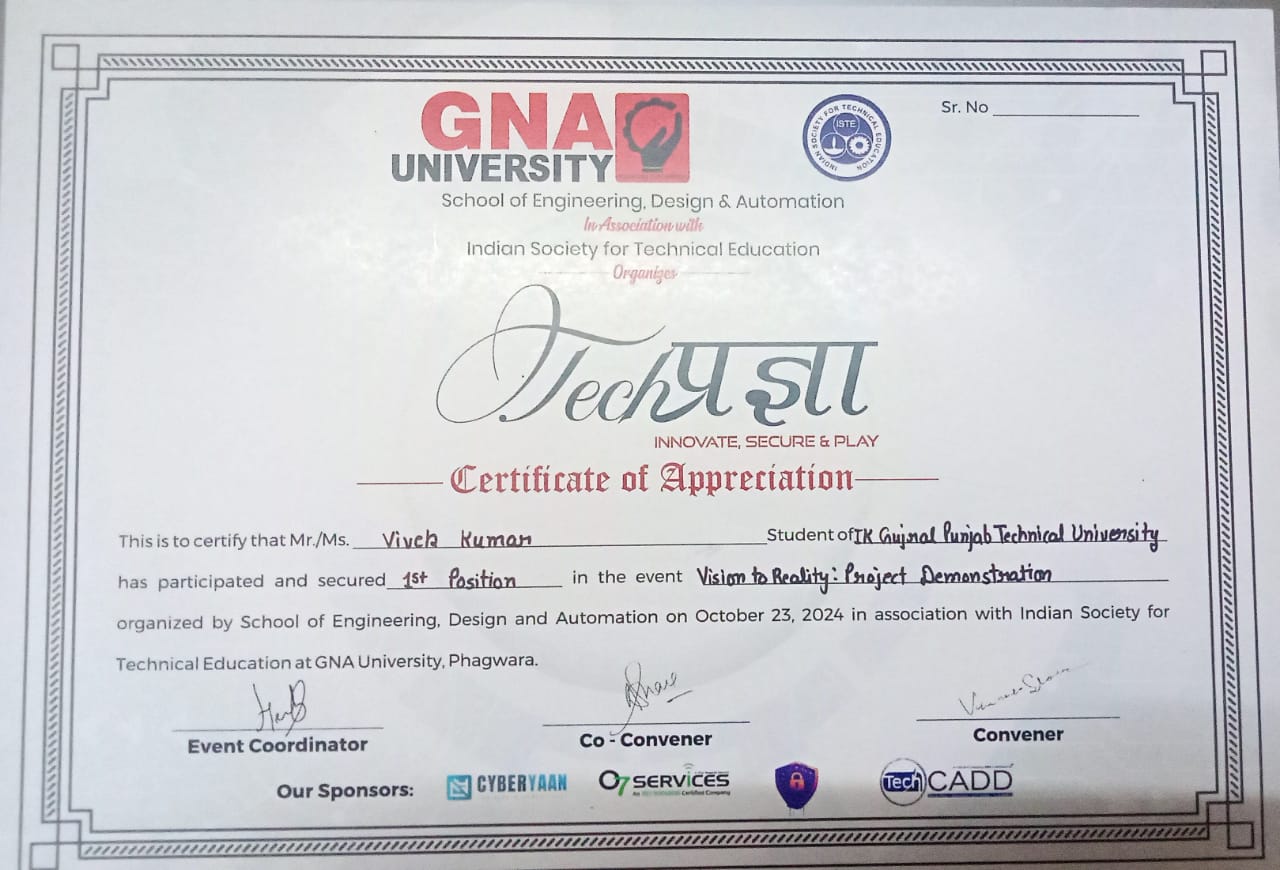 GNA
UNIVERSITY
INDIAN SOCIETY FOR TECHNICAL EDUCATION
ISTE
Sr. No
School of Engineering, Design & Automation
In Association with
Indian Society for Technical Education
Organizes
Techप्रज्ञा
INNOVATE, SECURE & PLAY
Certificate of Appreciation
This is to certify that Mr./Ms. Vivek Kumar Student of IK Gujral Punjab Technical University
has participated and secured 1st Position in the event Vision to Reality: Project Demonstration
organized by School of Engineering, Design and Automation on October 23, 2024 in association with Indian Society for
Technical Education at GNA University, Phagwara.
Event Coordinator
Co - Convener
Convener
Our Sponsors: CYBERYAAN O7 SERVICES Tech CADD